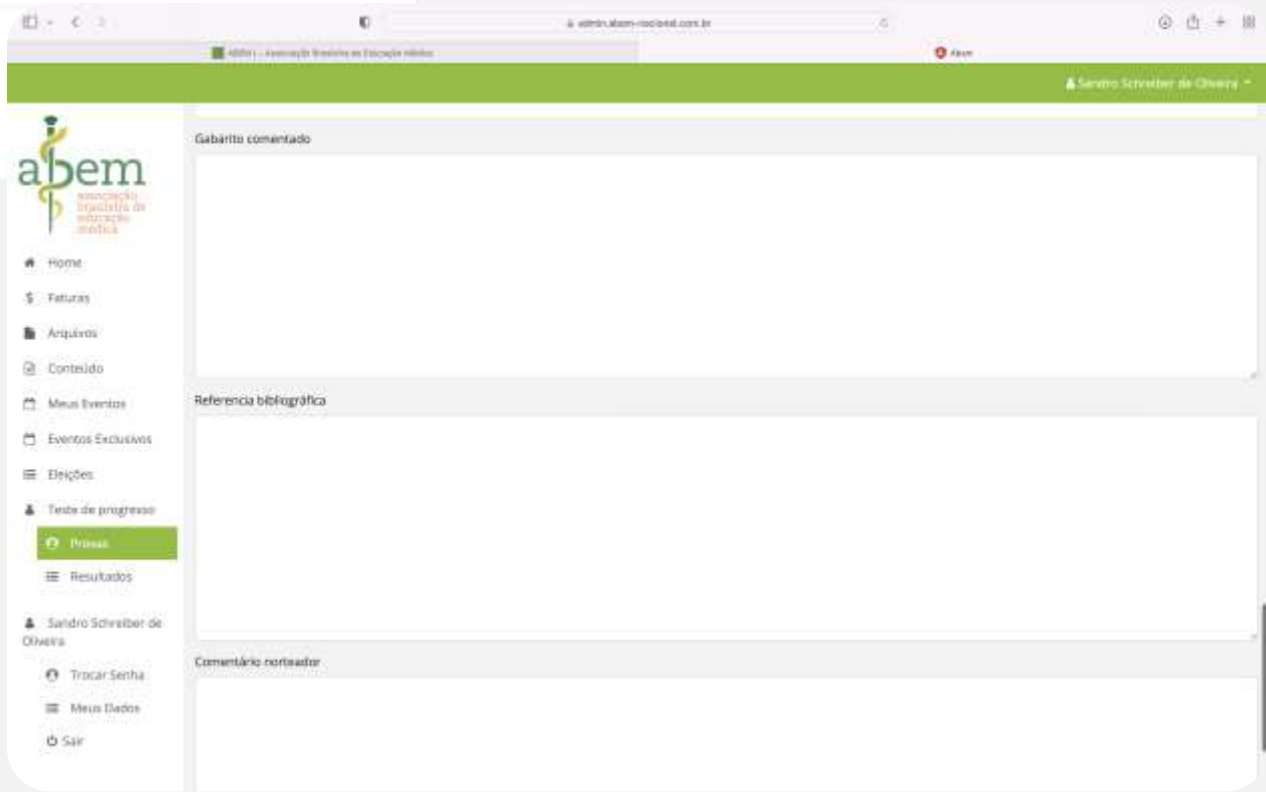 admin.abem-nacional.com.br
Abem
Sandro Schreiber de Oliveira
abem
associação
brasileira de
educação
médica
Home
Faturas
Arquivos
Conteúdo
Meus Eventos
Eventos Exclusivos
Eleições
Teste de progresso
Provas
Resultados
Sandro Schreiber de
Oliveira
Trocar Senha
Meus Dados
Sair
Gabarito comentado
Referencia bibliográfica
Comentário norteador